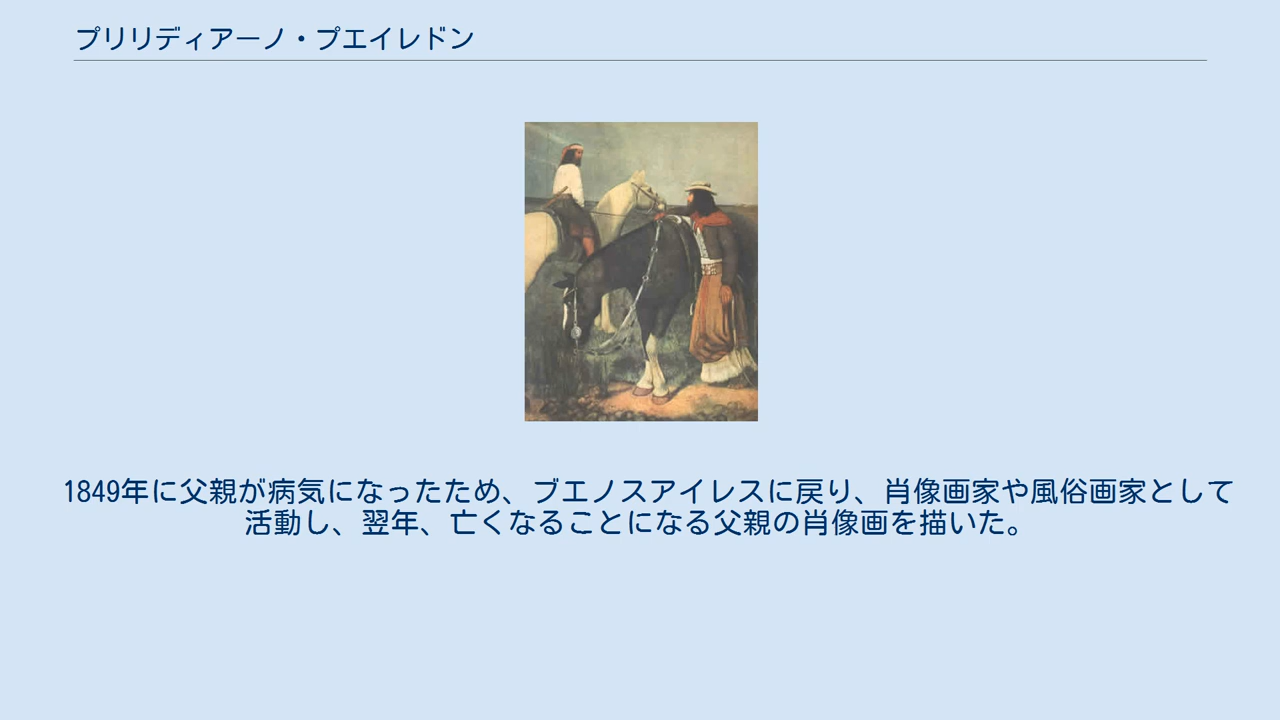 プリリディアーノ・プエイレドン
1849年に父親が病気になったため、ブエノスアイレスに戻り、肖像画家や風俗画家として
活動し、翌年、亡くなることになる父親の肖像画を描いた。